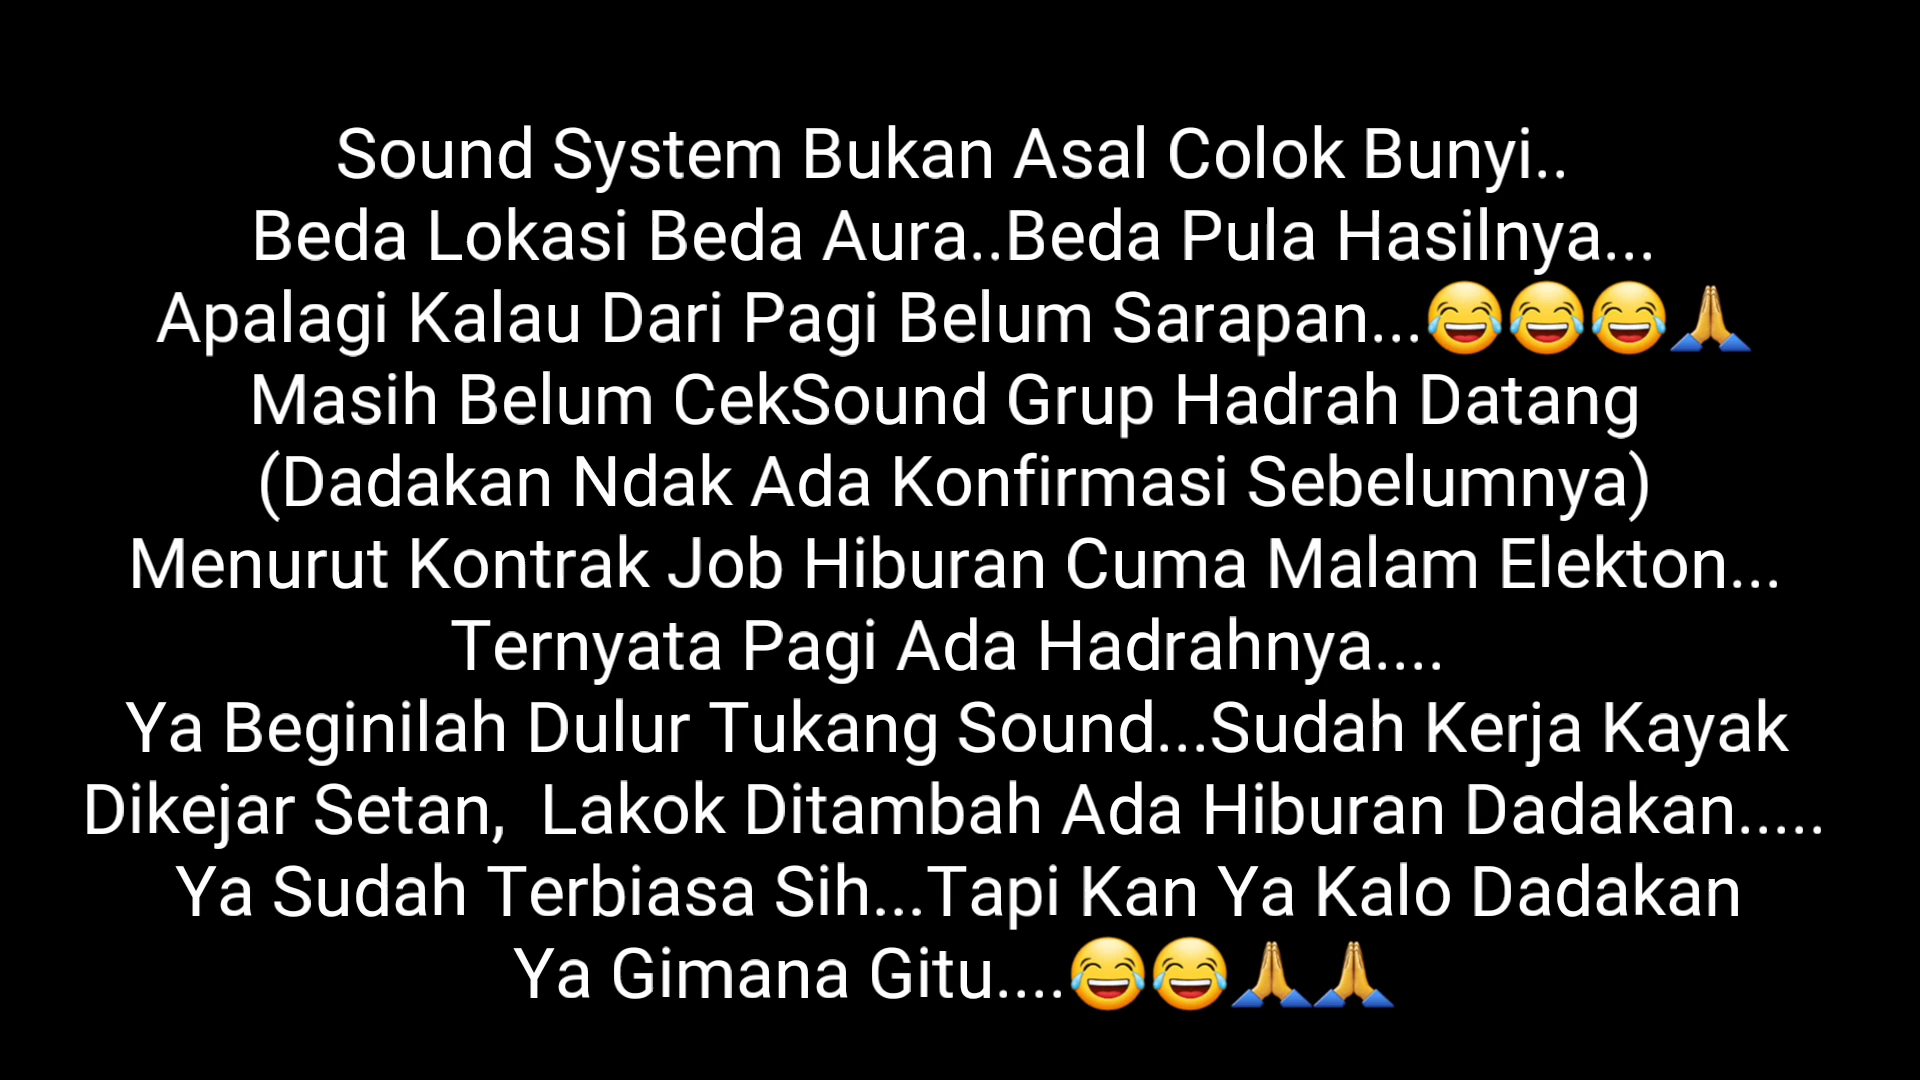 Sound System Bukan Asal Colok Bunyi..
Beda Lokasi Beda Aura..Beda Pula Hasilnya...
Apalagi Kalau Dari Pagi Belum Sarapan...😂😂😂🙏
Masih Belum CekSound Grup Hadrah Datang
(Dadakan Ndak Ada Konfirmasi Sebelumnya)
Menurut Kontrak Job Hiburan Cuma Malam Elekton...
Ternyata Pagi Ada Hadrahnya....
Ya Beginilah Dulur Tukang Sound...Sudah Kerja Kayak
Dikejar Setan,  Lakok Ditambah Ada Hiburan Dadakan.....
Ya Sudah Terbiasa Sih...Tapi Kan Ya Kalo Dadakan
Ya Gimana Gitu....😂😂🙏🙏